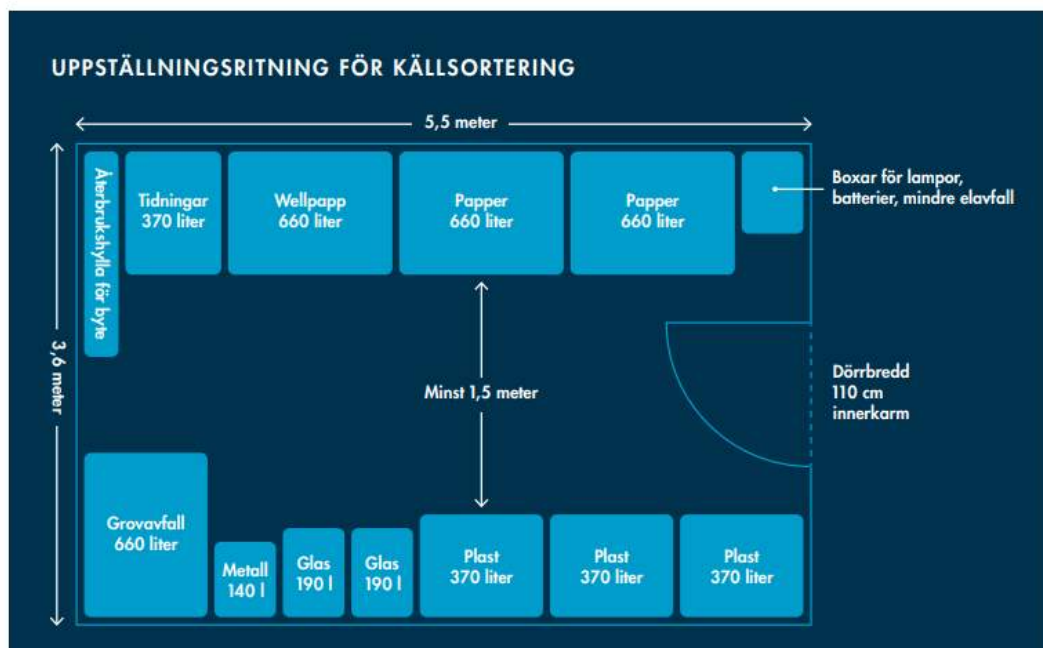 UPPSTÄLLNINGSRITNING FÖR KÄLLSORTERING
5,5 meter
3,6 meter
Återbrukshylla för byte
Tidningar
370 liter
Wellpapp
660 liter
Papper
660 liter
Papper
660 liter
Boxar för lampor,
batterier, mindre elavfall
Minst 1,5 meter
Dörrbredd
110 cm
innerkarm
Grovavfall
660 liter
Metall
140 l
Glas
190 l
Glas
190 l
Plast
370 liter
Plast
370 liter
Plast
370 liter